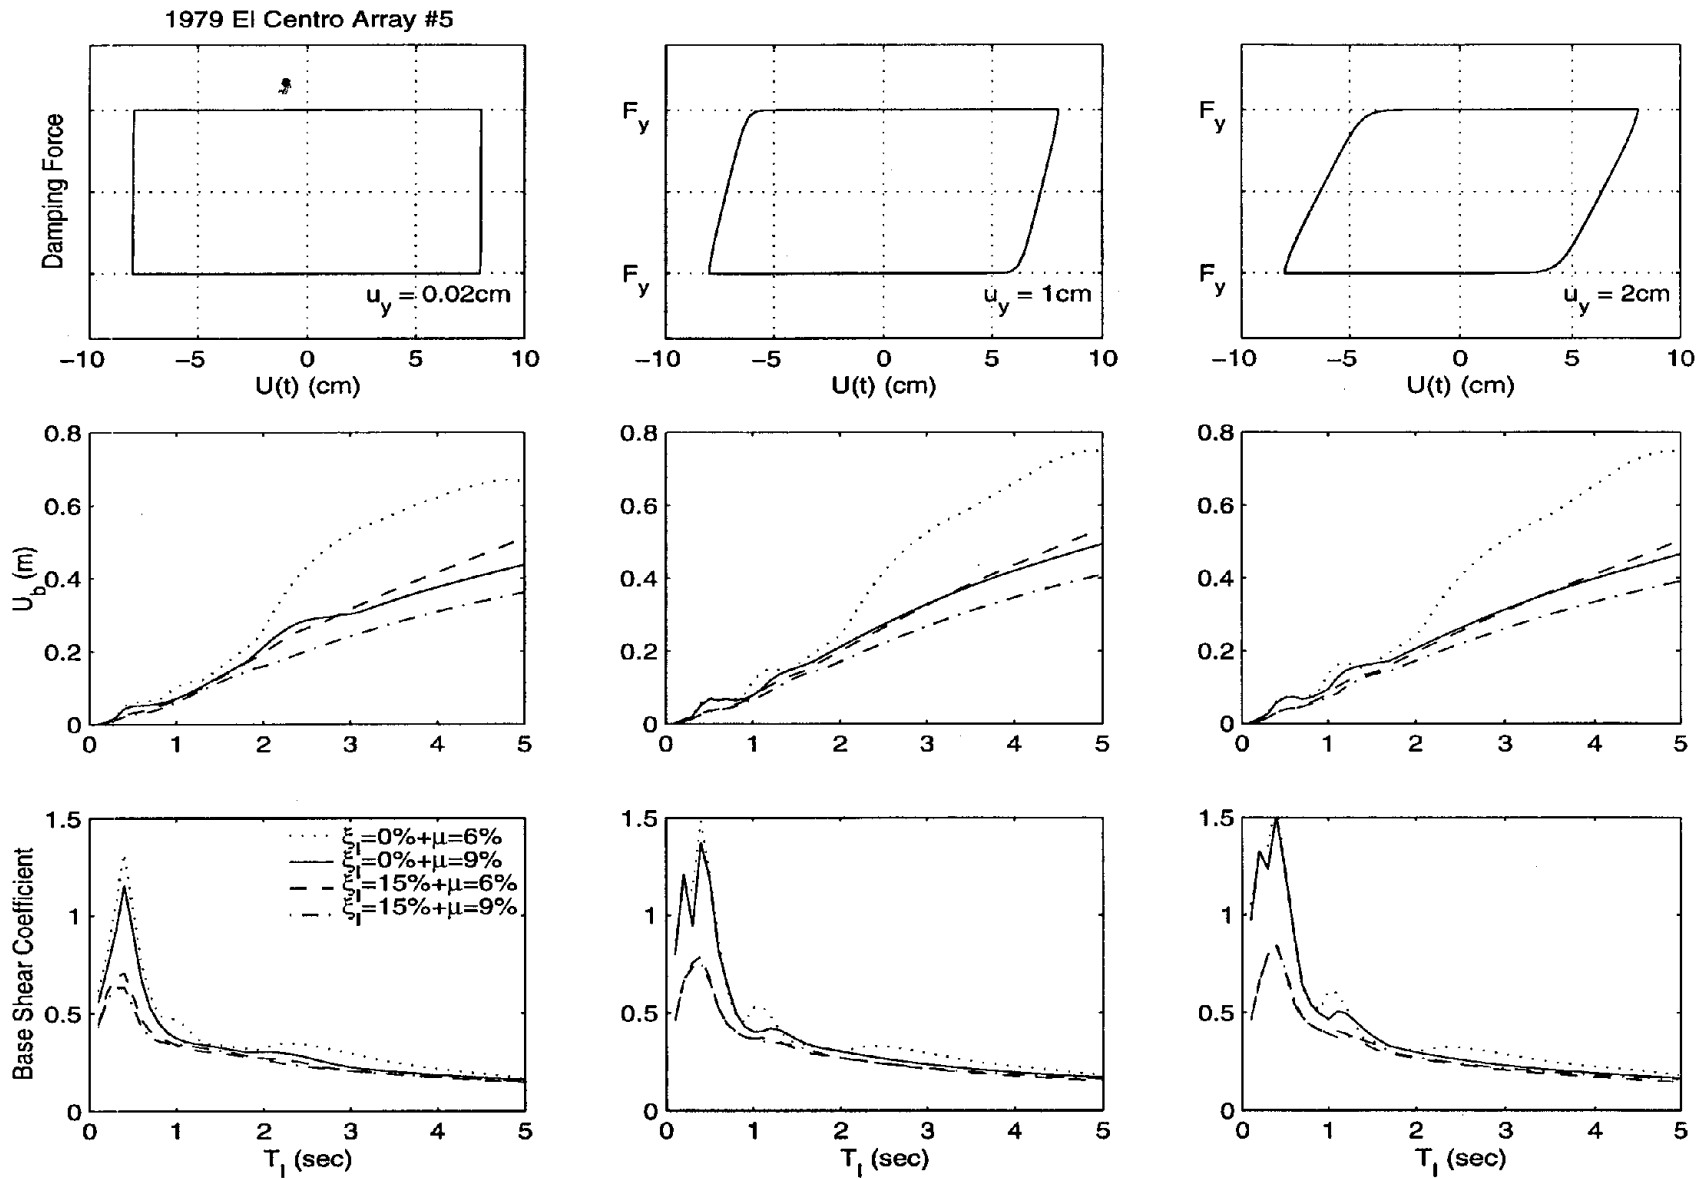 1979 El Centro Array #5
Damping Force
u_y = 0.02cm
−10 −5 0 5 10
U(t) (cm)
F_y
F_y
u_y = 1cm
−10 −5 0 5 10
U(t) (cm)
F_y
F_y
u_y = 2cm
−10 −5 0 5 10
U(t) (cm)
U_b(m)
0.8
0.6
0.4
0.2
0
0 1 2 3 4 5
0.8
0.6
0.4
0.2
0
0 1 2 3 4 5
0.8
0.6
0.4
0.2
0
0 1 2 3 4 5
Base Shear Coefficient
1.5
1
0.5
0
ξ_I=0%+μ=6%
ξ_I=0%+μ=9%
ξ_I=15%+μ=6%
ξ_I=15%+μ=9%
0 1 2 3 4 5
T_I (sec)
1.5
1
0.5
0
0 1 2 3 4 5
T_I (sec)
1.5
1
0.5
0
0 1 2 3 4 5
T_I (sec)